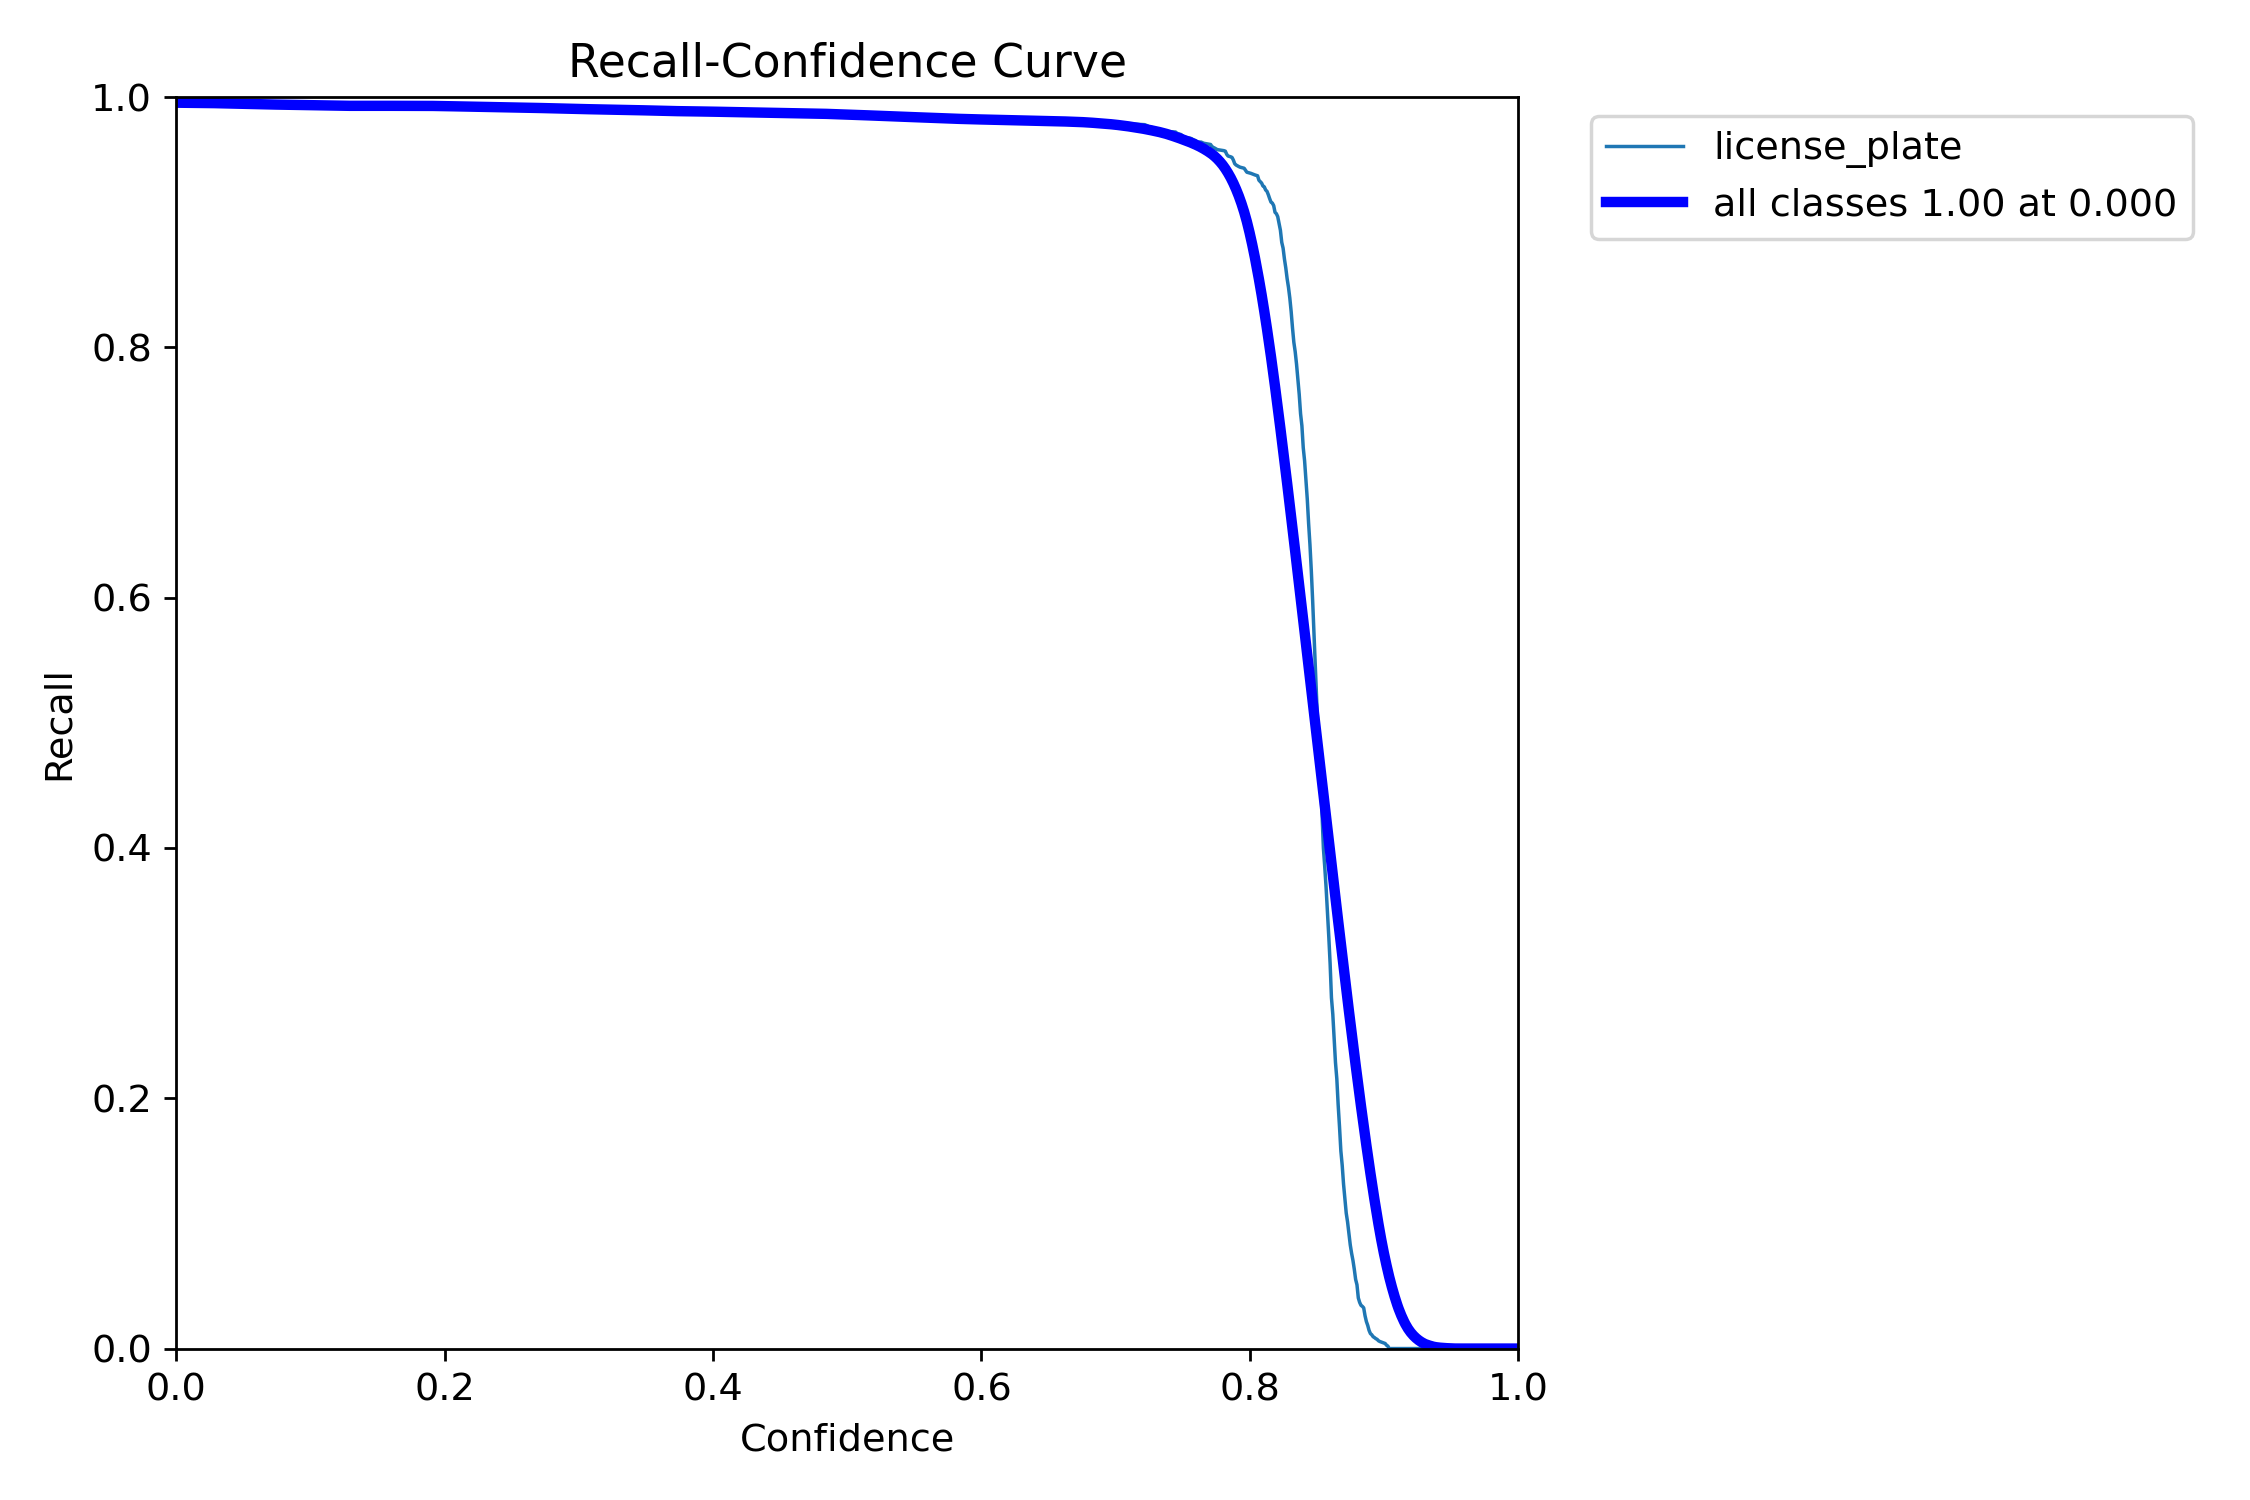 Recall-Confidence Curve
1.0
0.8
0.6
0.4
0.2
0.0
Recall
0.0 0.2 0.4 0.6 0.8 1.0
Confidence
license_plate
all classes 1.00 at 0.000